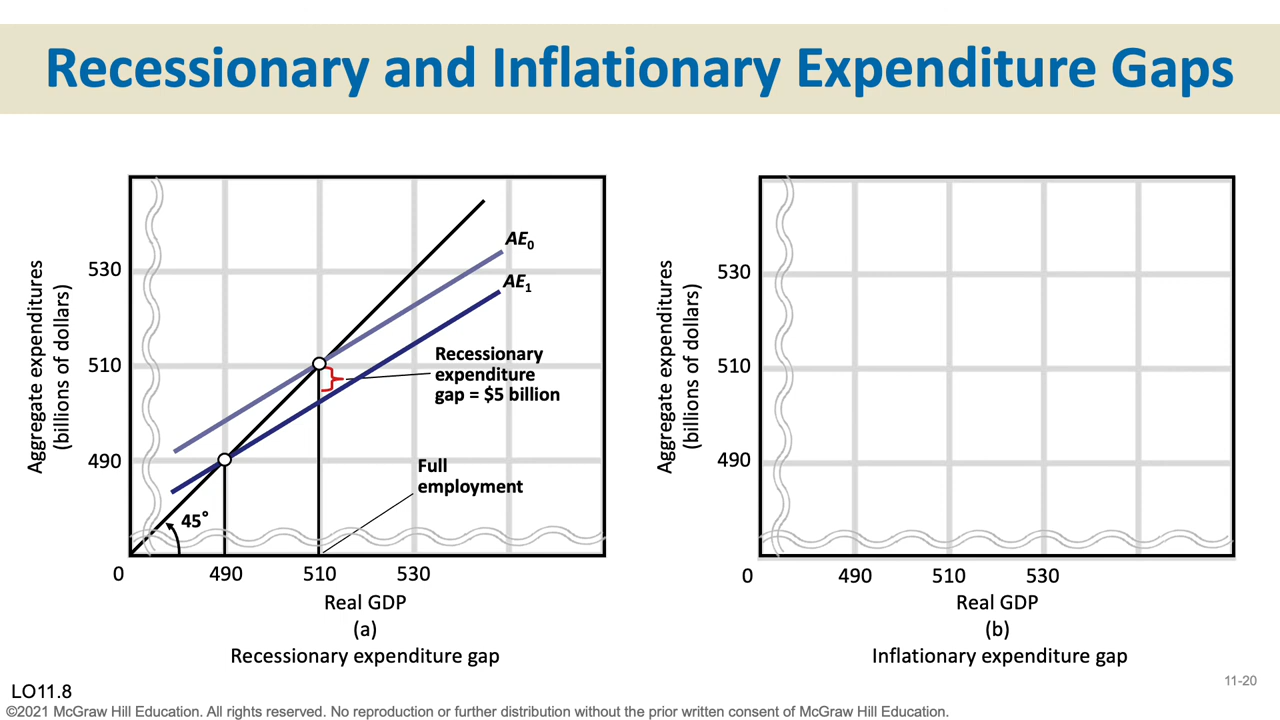 Recessionary and Inflationary Expenditure Gaps
Aggregate expenditures
(billions of dollars)
530
510
490
AE0
AE1
Recessionary
expenditure
gap = $5 billion
Full
employment
45°
0
490
510
530
Real GDP
(a)
Recessionary expenditure gap
Aggregate expenditures
(billions of dollars)
530
510
490
0
490
510
530
Real GDP
(b)
Inflationary expenditure gap
11-20
LO11.8
©2021 McGraw Hill Education. All rights reserved. No reproduction or further distribution without the prior written consent of McGraw Hill Education.